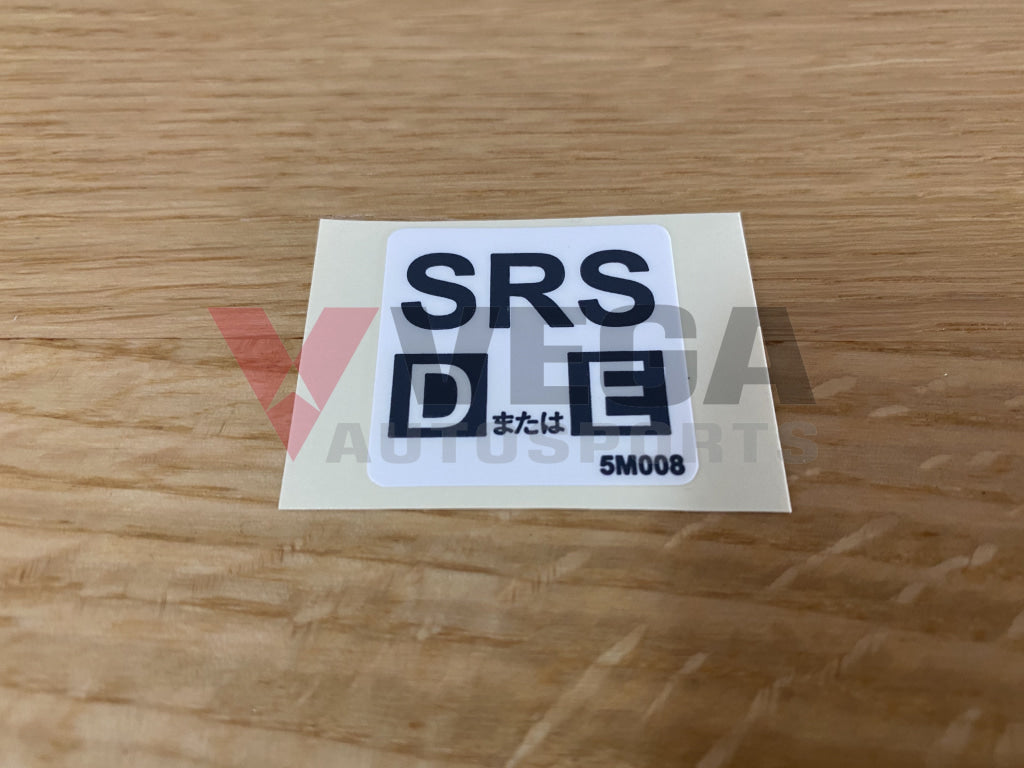 SRS
D または E
5M008
VEGA
AUTOSPORTS